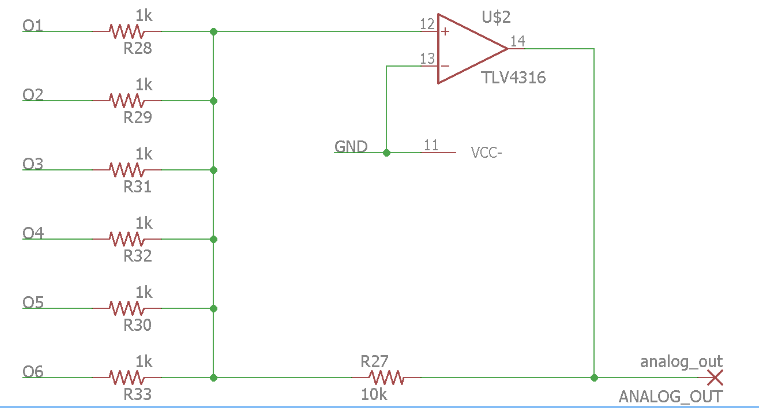 O1
1k
R28
12
+
U$2
14
13
-
TLV4316
O2
1k
R29
GND
11
VCC-
O3
1k
R31
O4
1k
R32
O5
1k
R30
O6
1k
R33
R27
10k
analog_out
ANALOG_OUT